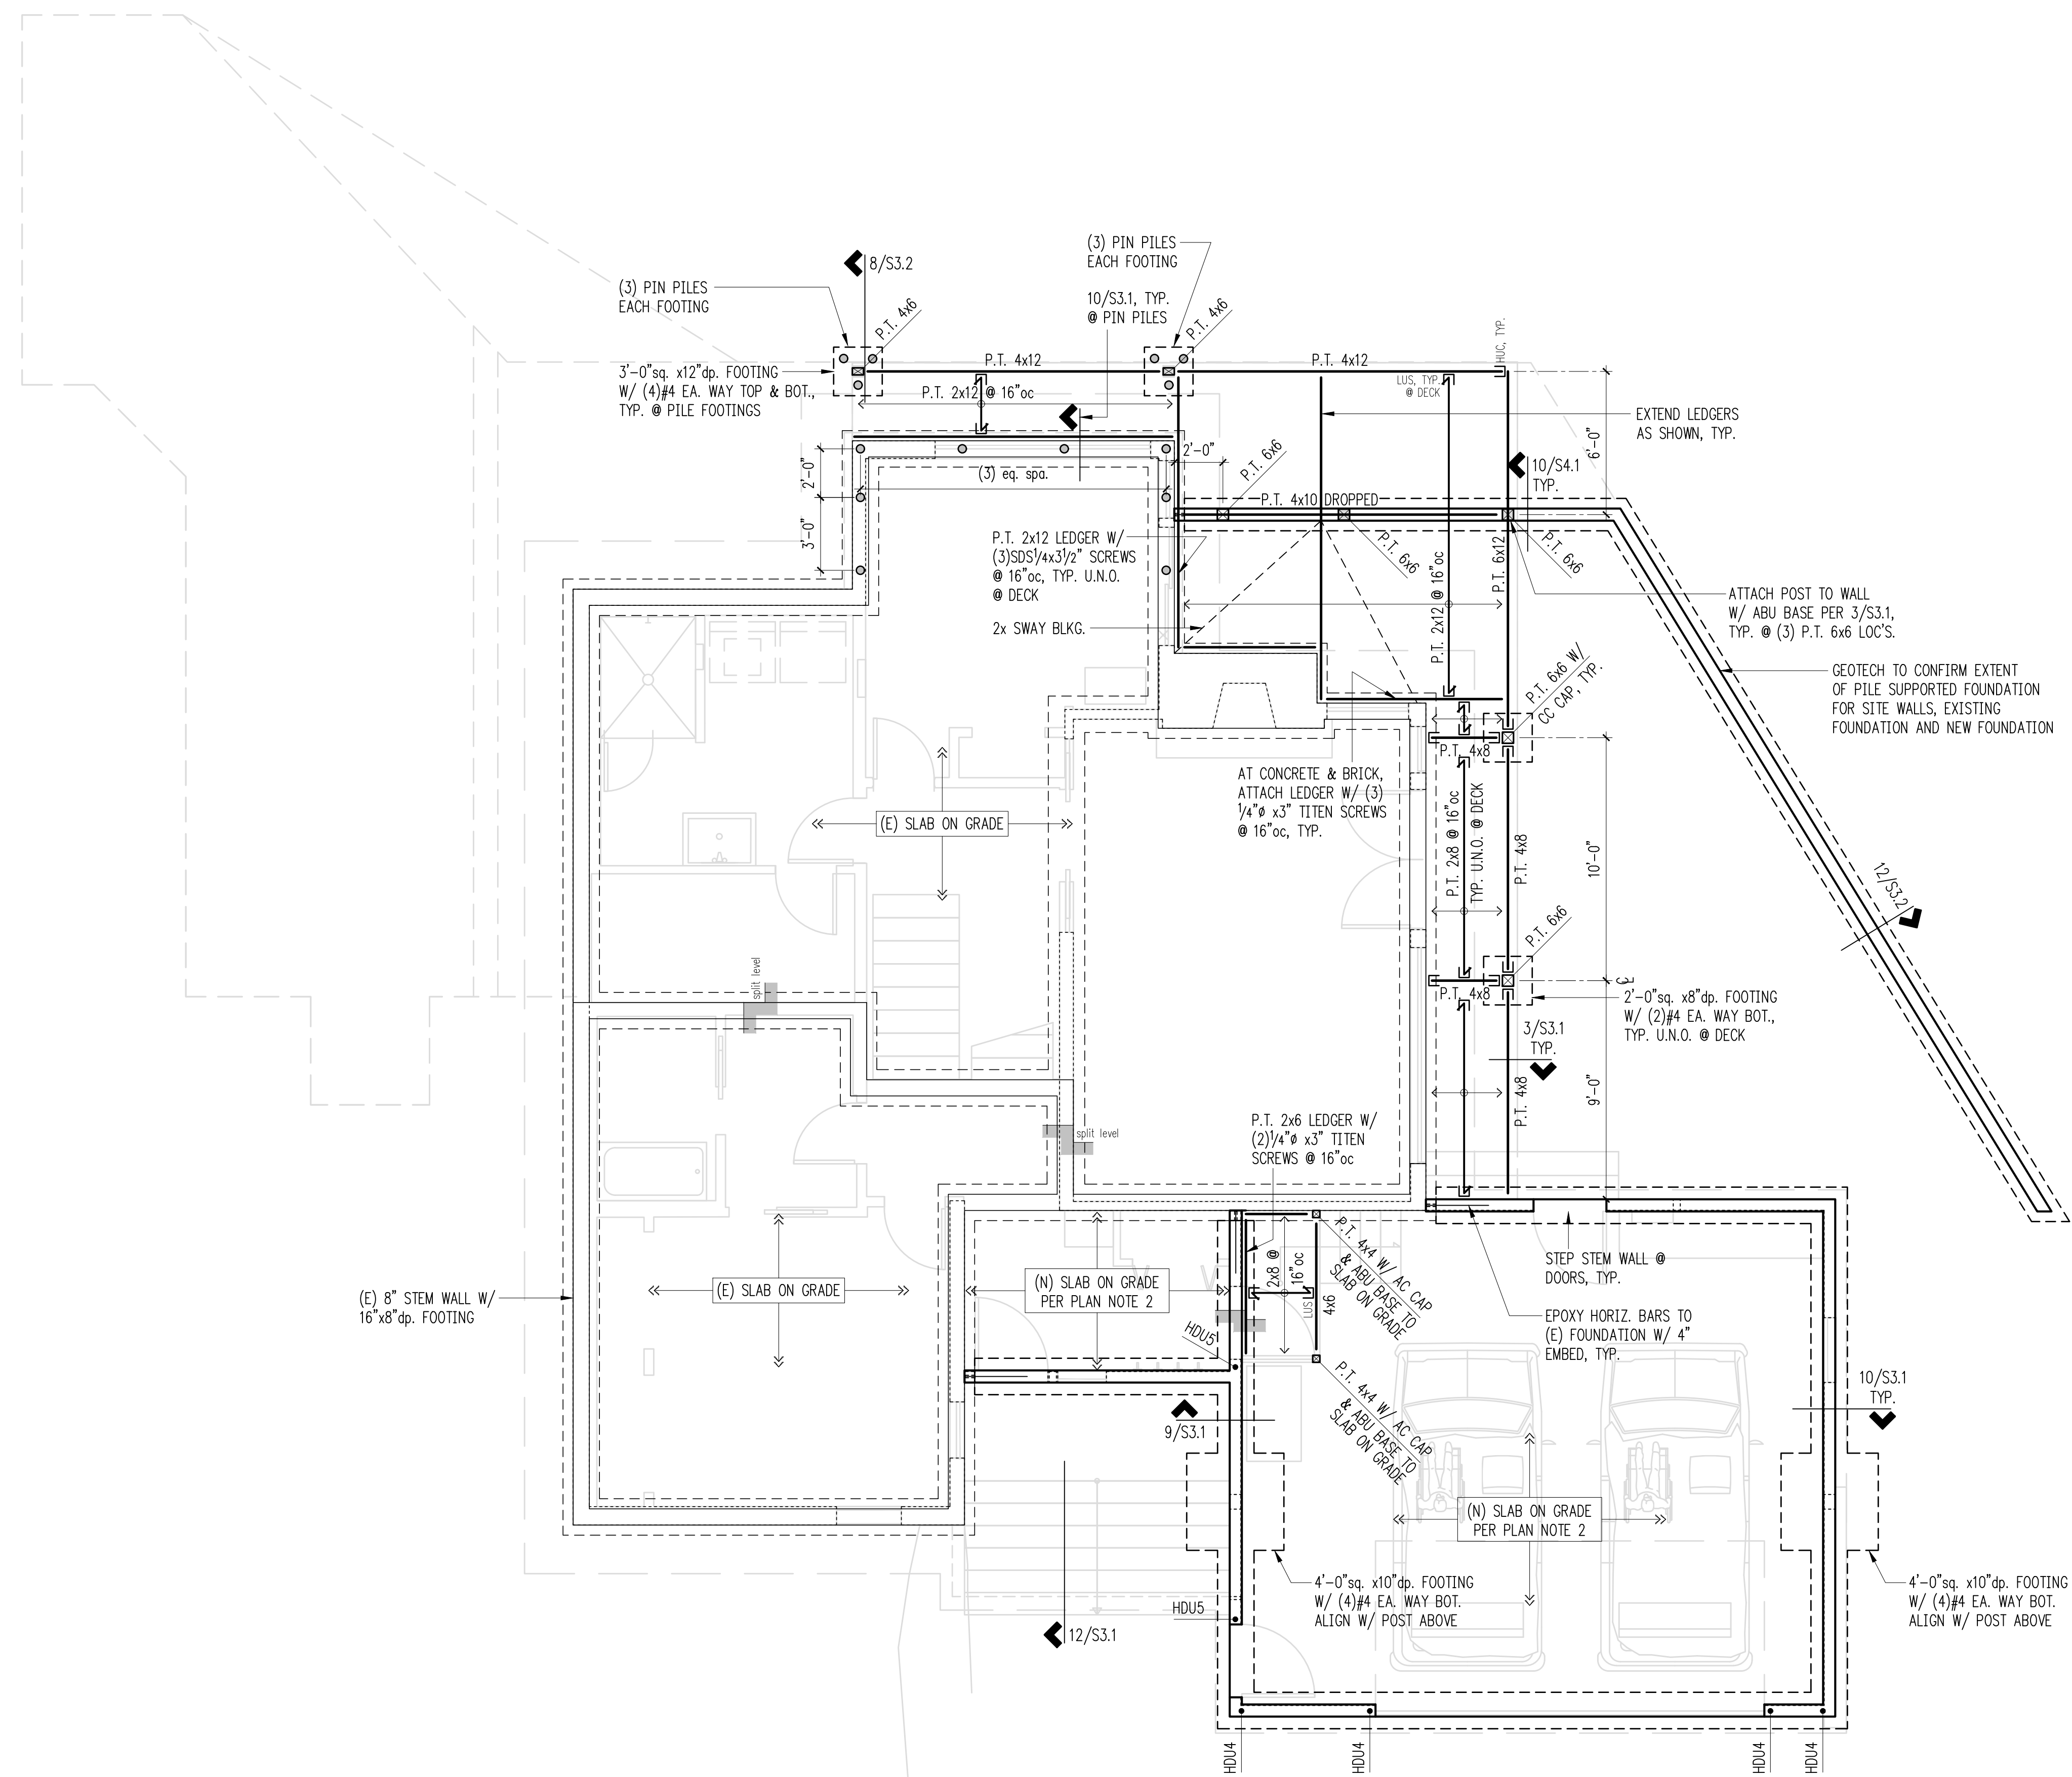 (3) PIN PILES
EACH FOOTING
8/S3.2
(3) PIN PILES
EACH FOOTING
10/S3.1, TYP.
@ PIN PILES
P.T. 4x6
P.T. 4x6
HUC, TYP.
P.T. 4x12
P.T. 4x12
3'-0"sq. x12"dp. FOOTING
W/ (4)#4 EA. WAY TOP & BOT.,
TYP. @ PILE FOOTINGS
P.T. 2x12 @ 16"oc
LUS, TYP.
@ DECK
EXTEND LEDGERS
AS SHOWN, TYP.
6'-0"
2'-0"
2'-0"
(3) eq. spa.
P.T. 6x6
10/S4.1
TYP.
P.T. 4x10 DROPPED
3'-0"
P.T. 2x12 LEDGER W/
(3)SDS1/4x31/2" SCREWS
@ 16"oc, TYP. U.N.O.
@ DECK
P.T. 6x6
P.T. 2x12 @ 16"oc
P.T. 6x12
P.T. 6x6
2x SWAY BLKG.
ATTACH POST TO WALL
W/ ABU BASE PER 3/S3.1,
TYP. @ (3) P.T. 6x6 LOC'S.
GEOTECH TO CONFIRM EXTENT
OF PILE SUPPORTED FOUNDATION
FOR SITE WALLS, EXISTING
FOUNDATION AND NEW FOUNDATION
P.T. 6x6 W/
CC CAP, TYP.
P.T. 4x8
AT CONCRETE & BRICK,
ATTACH LEDGER W/ (3)
1/4"ø x3" TITEN SCREWS
@ 16"oc, TYP.
(E) SLAB ON GRADE
P.T. 2x8 @ 16"oc
TYP. U.N.O. @ DECK
P.T. 4x8
10'-0"
12/S3.2
P.T. 6x6
split level
P.T. 4x8
2'-0"sq. x8"dp. FOOTING
W/ (2)#4 EA. WAY BOT.,
TYP. U.N.O. @ DECK
3/S3.1
TYP.
P.T. 4x8
9'-0"
split level
P.T. 2x6 LEDGER W/
(2)1/4"ø x3" TITEN
SCREWS @ 16"oc
2x8 @
16"oc
LUS
4x6
P.T. 4x4 W/ AC CAP
& ABU BASE TO
SLAB ON GRADE
STEP STEM WALL @
DOORS, TYP.
(E) SLAB ON GRADE
(N) SLAB ON GRADE
PER PLAN NOTE 2
(E) 8" STEM WALL W/
16"x8"dp. FOOTING
HDU5
EPOXY HORIZ. BARS TO
(E) FOUNDATION W/ 4"
EMBED, TYP.
P.T. 4x4 W/ AC CAP
& ABU BASE TO
SLAB ON GRADE
10/S3.1
TYP.
9/S3.1
(N) SLAB ON GRADE
PER PLAN NOTE 2
4'-0"sq. x10"dp. FOOTING
W/ (4)#4 EA. WAY BOT.
ALIGN W/ POST ABOVE
4'-0"sq. x10"dp. FOOTING
W/ (4)#4 EA. WAY BOT.
ALIGN W/ POST ABOVE
HDU5
12/S3.1
HDU4
HDU4
HDU4
HDU4